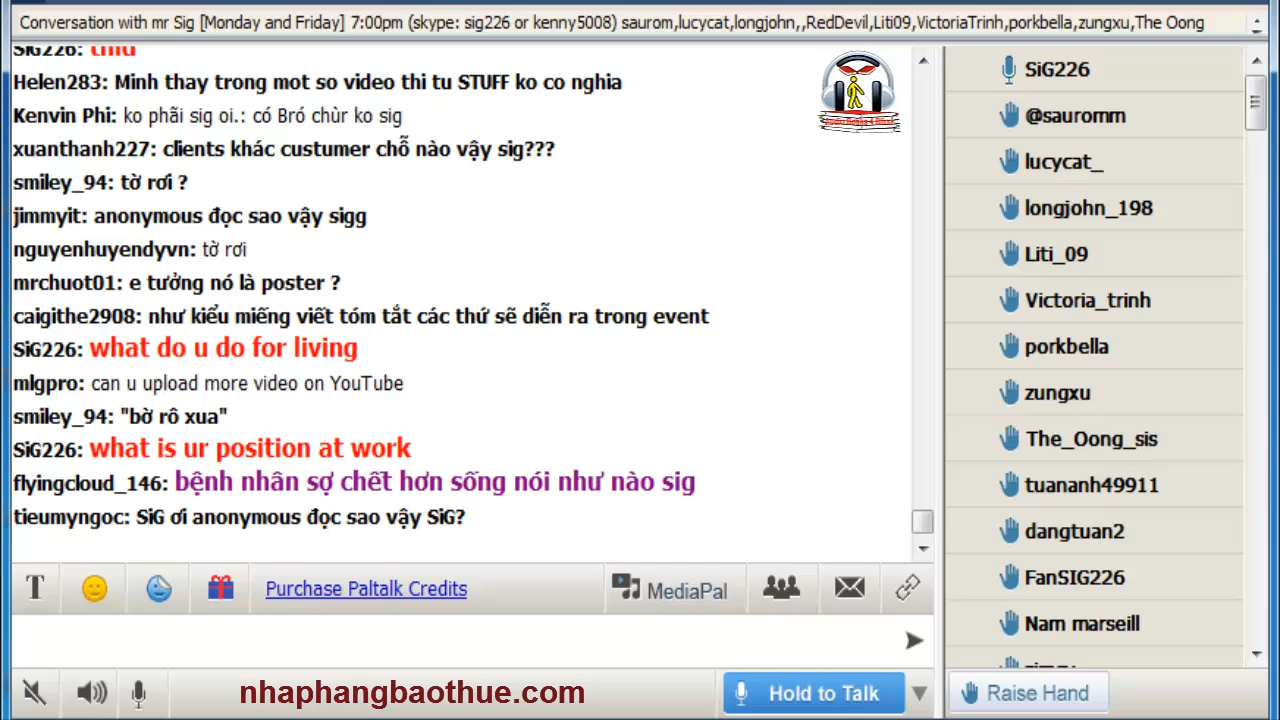 Conversation with mr Sig [Monday and Friday] 7:00pm (skype: sig226 or kenny5008) saurom,lucycat,longjohn,,RedDevil,Liti09,VictoriaTrinh,porkbella,zungxu,The Oong
SiG226:
Helen283: Minh thay trong mot so video thi tu STUFF ko co nghia
Kenvin Phi: ko phãi sig oi.: có Bró chùr ko sig
xuanthanh227: clients khác custumer chỗ nào vậy sig???
smiley_94: tờ rơi ?
jimmyit: anonymous đọc sao vậy sigg
nguyenhuyendyvn: tờ rơi
mrchuot01: e tưởng nó là poster ?
caigithe2908: như kiểu miếng viết tóm tắt các thứ sẽ diễn ra trong event
SiG226: what do u do for living
mlgpro: can u upload more video on YouTube
smiley_94: "bờ rô xua"
SiG226: what is ur position at work
flyingcloud_146: bệnh nhân sợ chết hơn sống nói như nào sig
tieumyngoc: SiG ơi anonymous đọc sao vậy SiG?
T
Purchase Paltalk Credits
MediaPal
nhaphangbaothue.com
Hold to Talk
SiG226
@sauromm
lucycat_
longjohn_198
Liti_09
Victoria_trinh
porkbella
zungxu
The_Oong_sis
tuananh49911
dangtuan2
FanSIG226
Nam marseill
Raise Hand